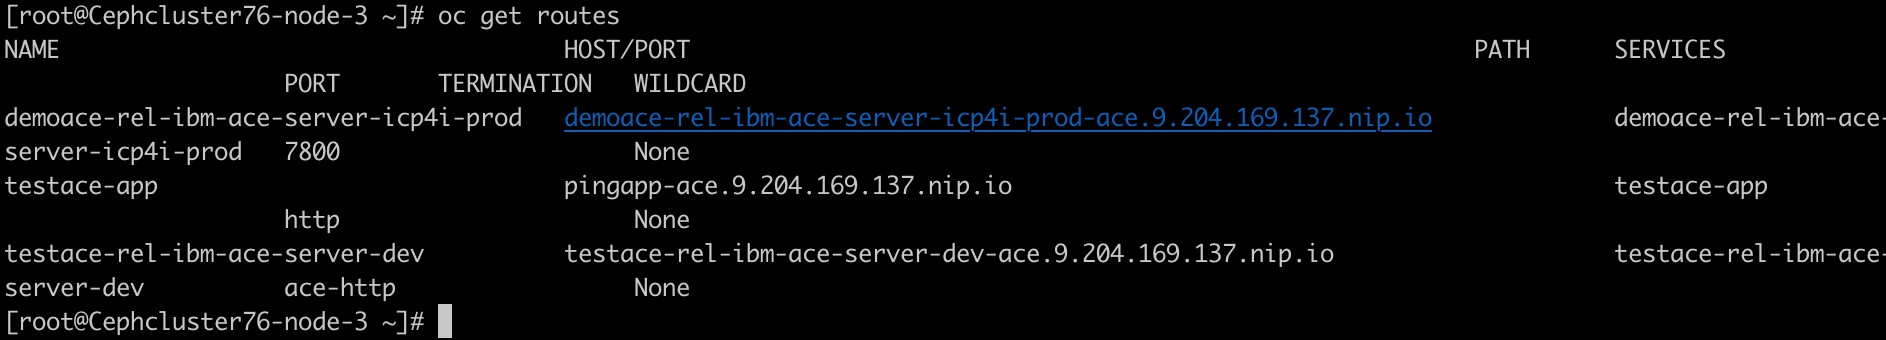 [root@Cephcluster76-node-3 ~]# oc get routes
NAME                                    HOST/PORT                                                        PATH      SERVICES
                    PORT       TERMINATION   WILDCARD
demoace-rel-ibm-ace-server-icp4i-prod   demoace-rel-ibm-ace-server-icp4i-prod-ace.9.204.169.137.nip.io             demoace-rel-ibm-ace-
server-icp4i-prod   7800                     None
testace-app                             pingapp-ace.9.204.169.137.nip.io                                           testace-app
                    http                     None
testace-rel-ibm-ace-server-dev          testace-rel-ibm-ace-server-dev-ace.9.204.169.137.nip.io                    testace-rel-ibm-ace-
server-dev          ace-http                 None
[root@Cephcluster76-node-3 ~]#